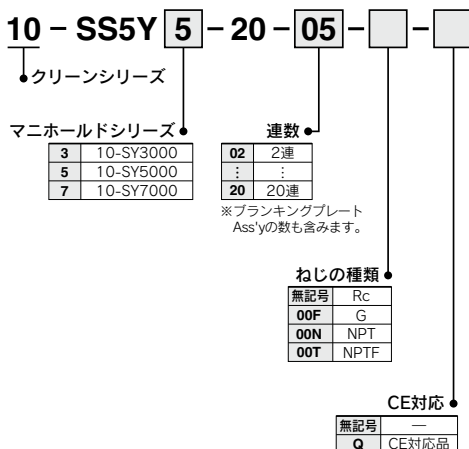 10 - SS5Y 5 - 20 - 05 - -
クリーンシリーズ
マニホールドシリーズ
3 10-SY3000
5 10-SY5000
7 10-SY7000
連数
02 2連
⋮ ⋮
20 20連
※ブランキングプレート
Ass'yの数も含みます。
ねじの種類
無記号 Rc
00F G
00N NPT
00T NPTF
CE対応
無記号 —
Q CE対応品